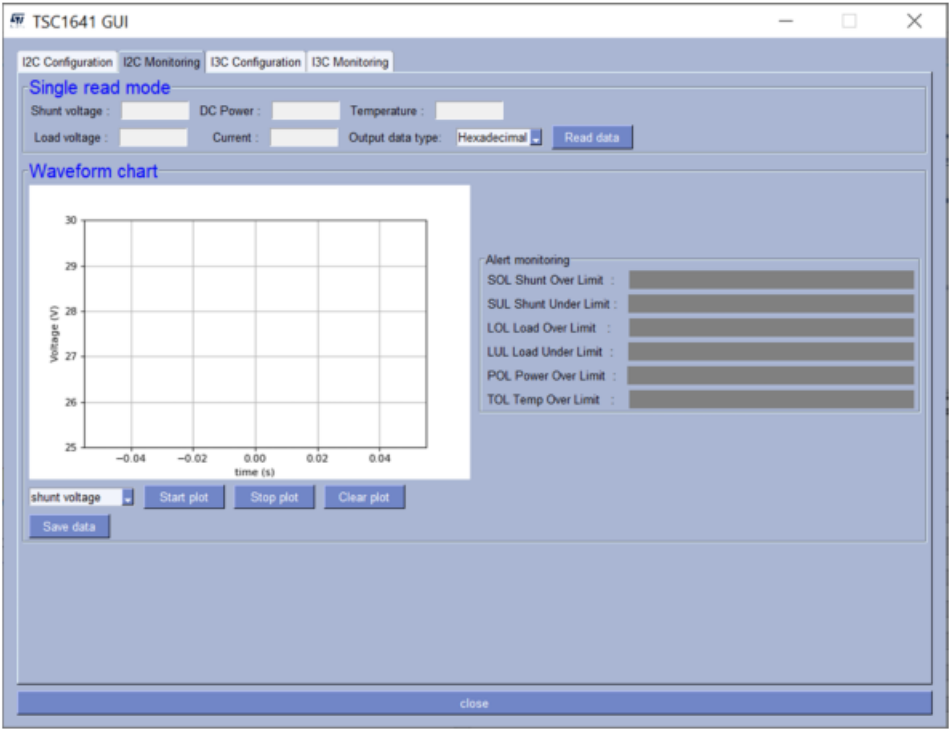 TSC1641 GUI
I2C Configuration I2C Monitoring I3C Configuration I3C Monitoring
Single read mode
Shunt voltage : DC Power : Temperature :
Load voltage : Current : Output data type: Hexadecimal Read data
Waveform chart
30
29
28
27
26
25
Voltage (V)
−0.04 −0.02 0.00 0.02 0.04
time (s)
Alert monitoring
SOL Shunt Over Limit :
SUL Shunt Under Limit :
LOL Load Over Limit :
LUL Load Under Limit :
POL Power Over Limit :
TOL Temp Over Limit :
shunt voltage Start plot Stop plot Clear plot
Save data
close